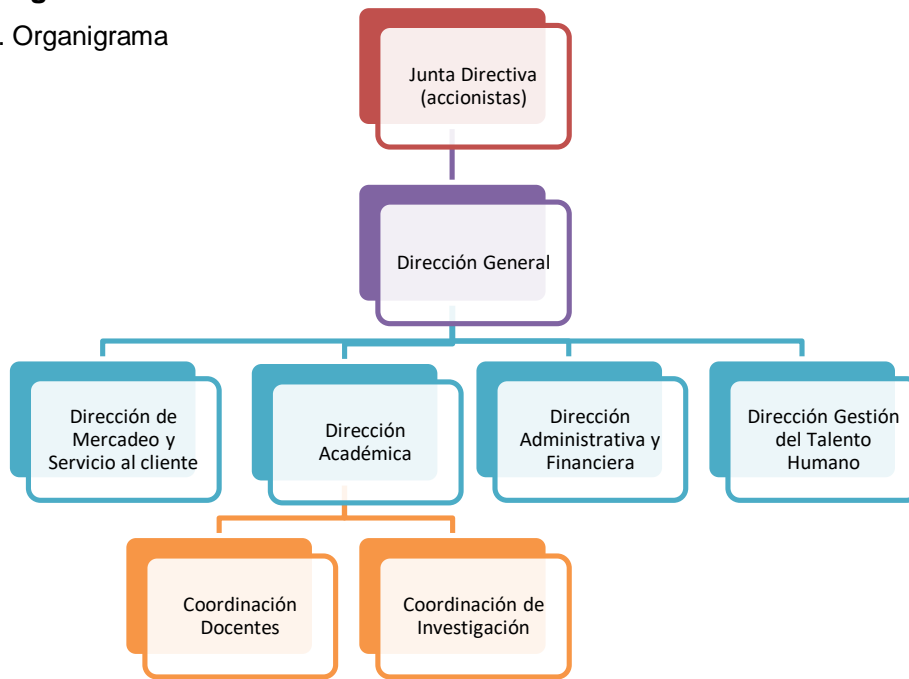 . Organigrama
Junta Directiva
(accionistas)
Dirección General
Dirección de
Mercadeo y
Servicio al cliente
Dirección
Académica
Dirección
Administrativa y
Financiera
Dirección Gestión
del Talento
Humano
Coordinación
Docentes
Coordinación de
Investigación